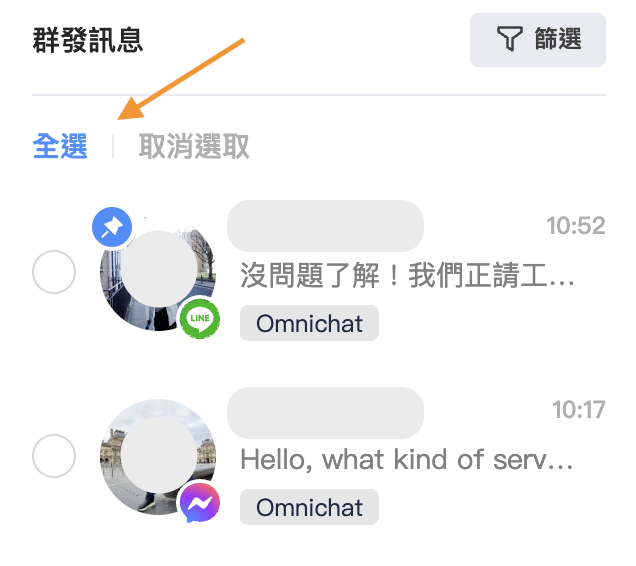 群發訊息
篩選
全選
取消選取
10:52
沒問題了解！我們正請工...
LINE
Omnichat
10:17
Hello, what kind of serv...
Omnichat